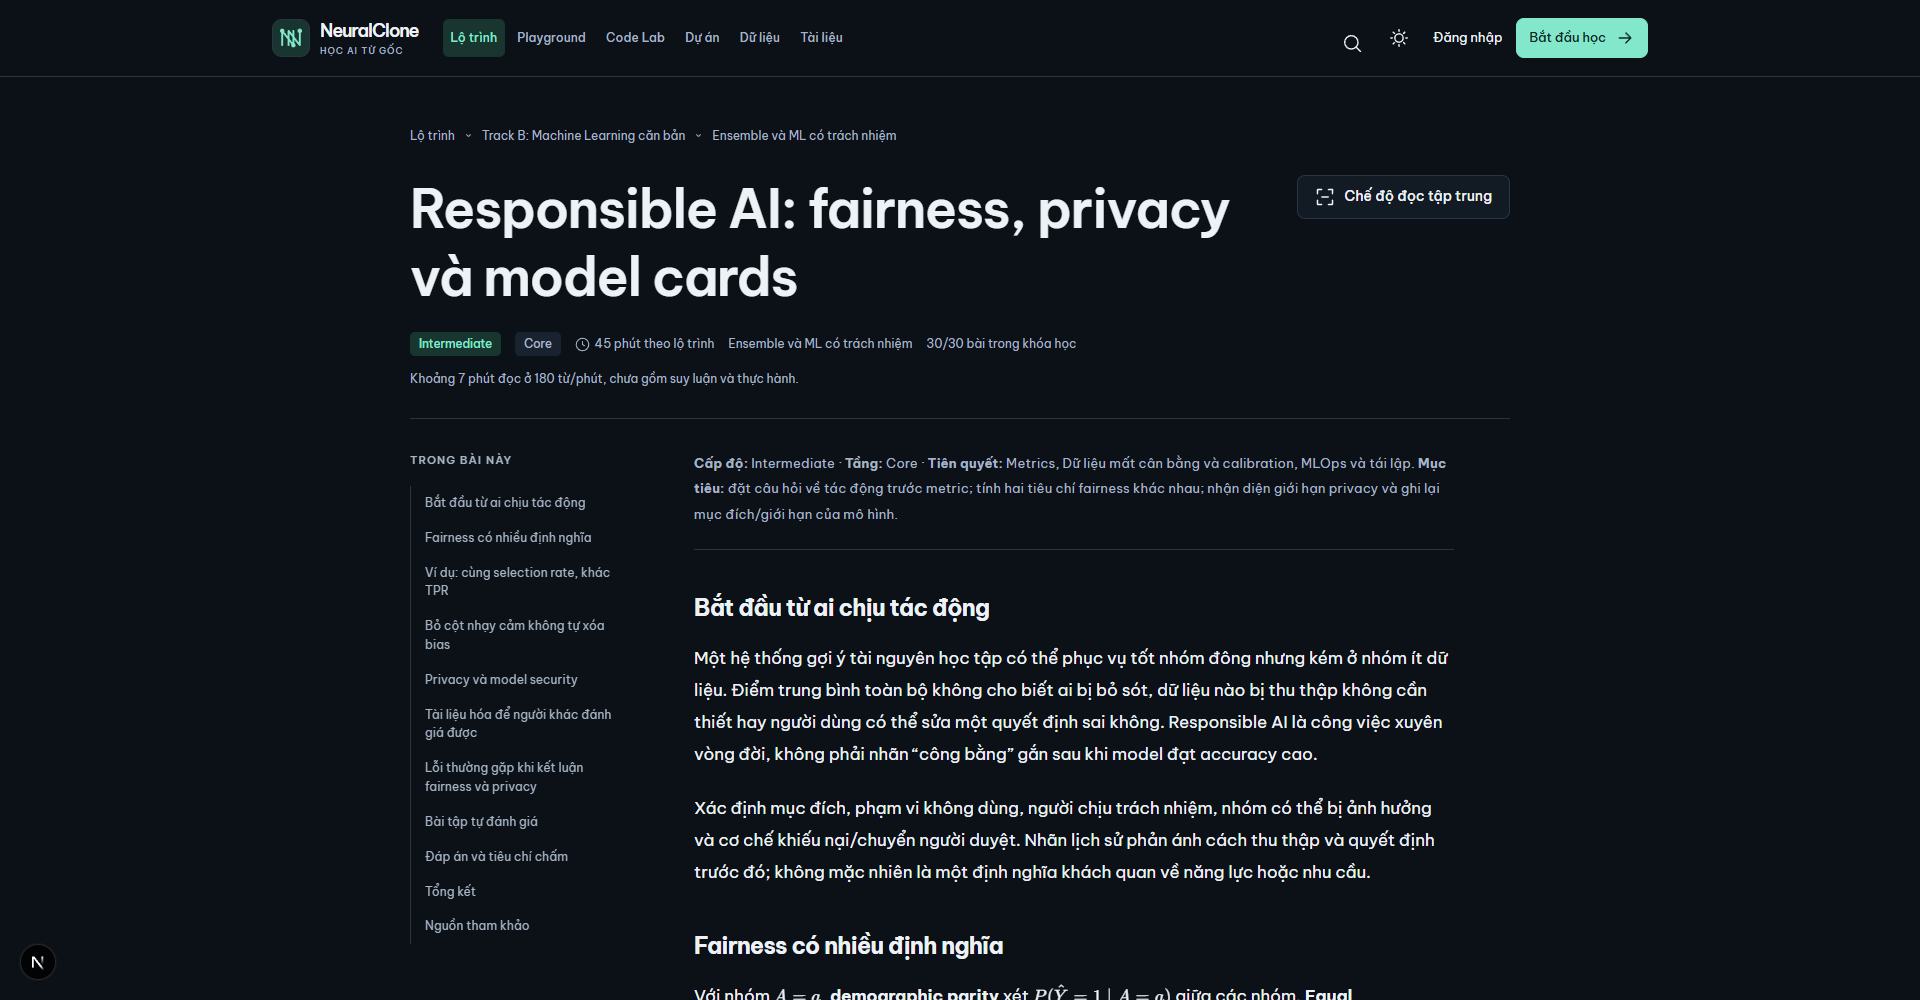 NeuralClone
HỌC AI TỪ GỐC
Lộ trình
Playground
Code Lab
Dự án
Dữ liệu
Tài liệu
Đăng nhập
Bắt đầu học
Lộ trình
Track B: Machine Learning căn bản
Ensemble và ML có trách nhiệm
Responsible AI: fairness, privacy
và model cards
Chế độ đọc tập trung
Intermediate
Core
45 phút theo lộ trình
Ensemble và ML có trách nhiệm
30/30 bài trong khóa học
Khoảng 7 phút đọc ở 180 từ/phút, chưa gồm suy luận và thực hành.
TRONG BÀI NÀY
Bắt đầu từ ai chịu tác động
Fairness có nhiều định nghĩa
Ví dụ: cùng selection rate, khác
TPR
Bỏ cột nhạy cảm không tự xóa
bias
Privacy và model security
Tài liệu hóa để người khác đánh
giá được
Lỗi thường gặp khi kết luận
fairness và privacy
Bài tập tự đánh giá
Đáp án và tiêu chí chấm
Tổng kết
Nguồn tham khảo
Cấp độ: Intermediate · Tầng: Core · Tiên quyết: Metrics, Dữ liệu mất cân bằng và calibration, MLOps và tái lập. Mục
tiêu: đặt câu hỏi về tác động trước metric; tính hai tiêu chí fairness khác nhau; nhận diện giới hạn privacy và ghi lại
mục đích/giới hạn của mô hình.
Bắt đầu từ ai chịu tác động
Một hệ thống gợi ý tài nguyên học tập có thể phục vụ tốt nhóm đông nhưng kém ở nhóm ít dữ
liệu. Điểm trung bình toàn bộ không cho biết ai bị bỏ sót, dữ liệu nào bị thu thập không cần
thiết hay người dùng có thể sửa một quyết định sai không. Responsible AI là công việc xuyên
vòng đời, không phải nhãn “công bằng” gắn sau khi model đạt accuracy cao.
Xác định mục đích, phạm vi không dùng, người chịu trách nhiệm, nhóm có thể bị ảnh hưởng
và cơ chế khiếu nại/chuyển người duyệt. Nhãn lịch sử phản ánh cách thu thập và quyết định
trước đó; không mặc nhiên là một định nghĩa khách quan về năng lực hoặc nhu cầu.
Fairness có nhiều định nghĩa
Với nhóm A = a, demographic parity xét P(Ŷ = 1 | A = a) giữa các nhóm. Equal